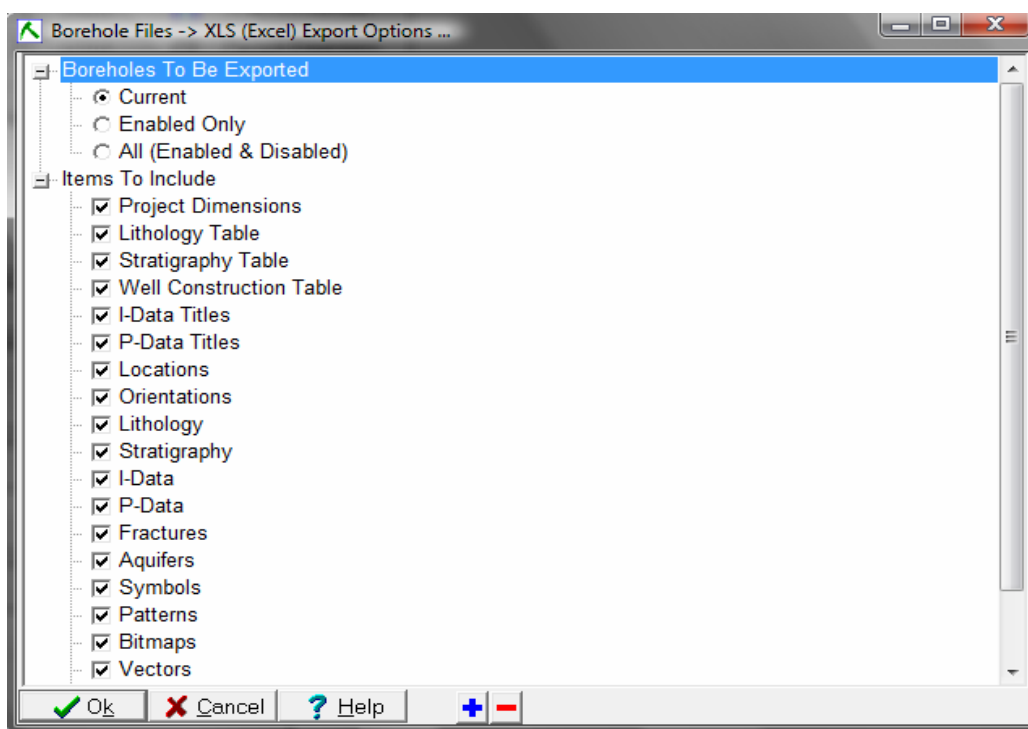 Borehole Files -> XLS (Excel) Export Options ...
Boreholes To Be Exported
Current
Enabled Only
All (Enabled & Disabled)
Items To Include
Project Dimensions
Lithology Table
Stratigraphy Table
Well Construction Table
I-Data Titles
P-Data Titles
Locations
Orientations
Lithology
Stratigraphy
I-Data
P-Data
Fractures
Aquifers
Symbols
Patterns
Bitmaps
Vectors
Ok Cancel Help